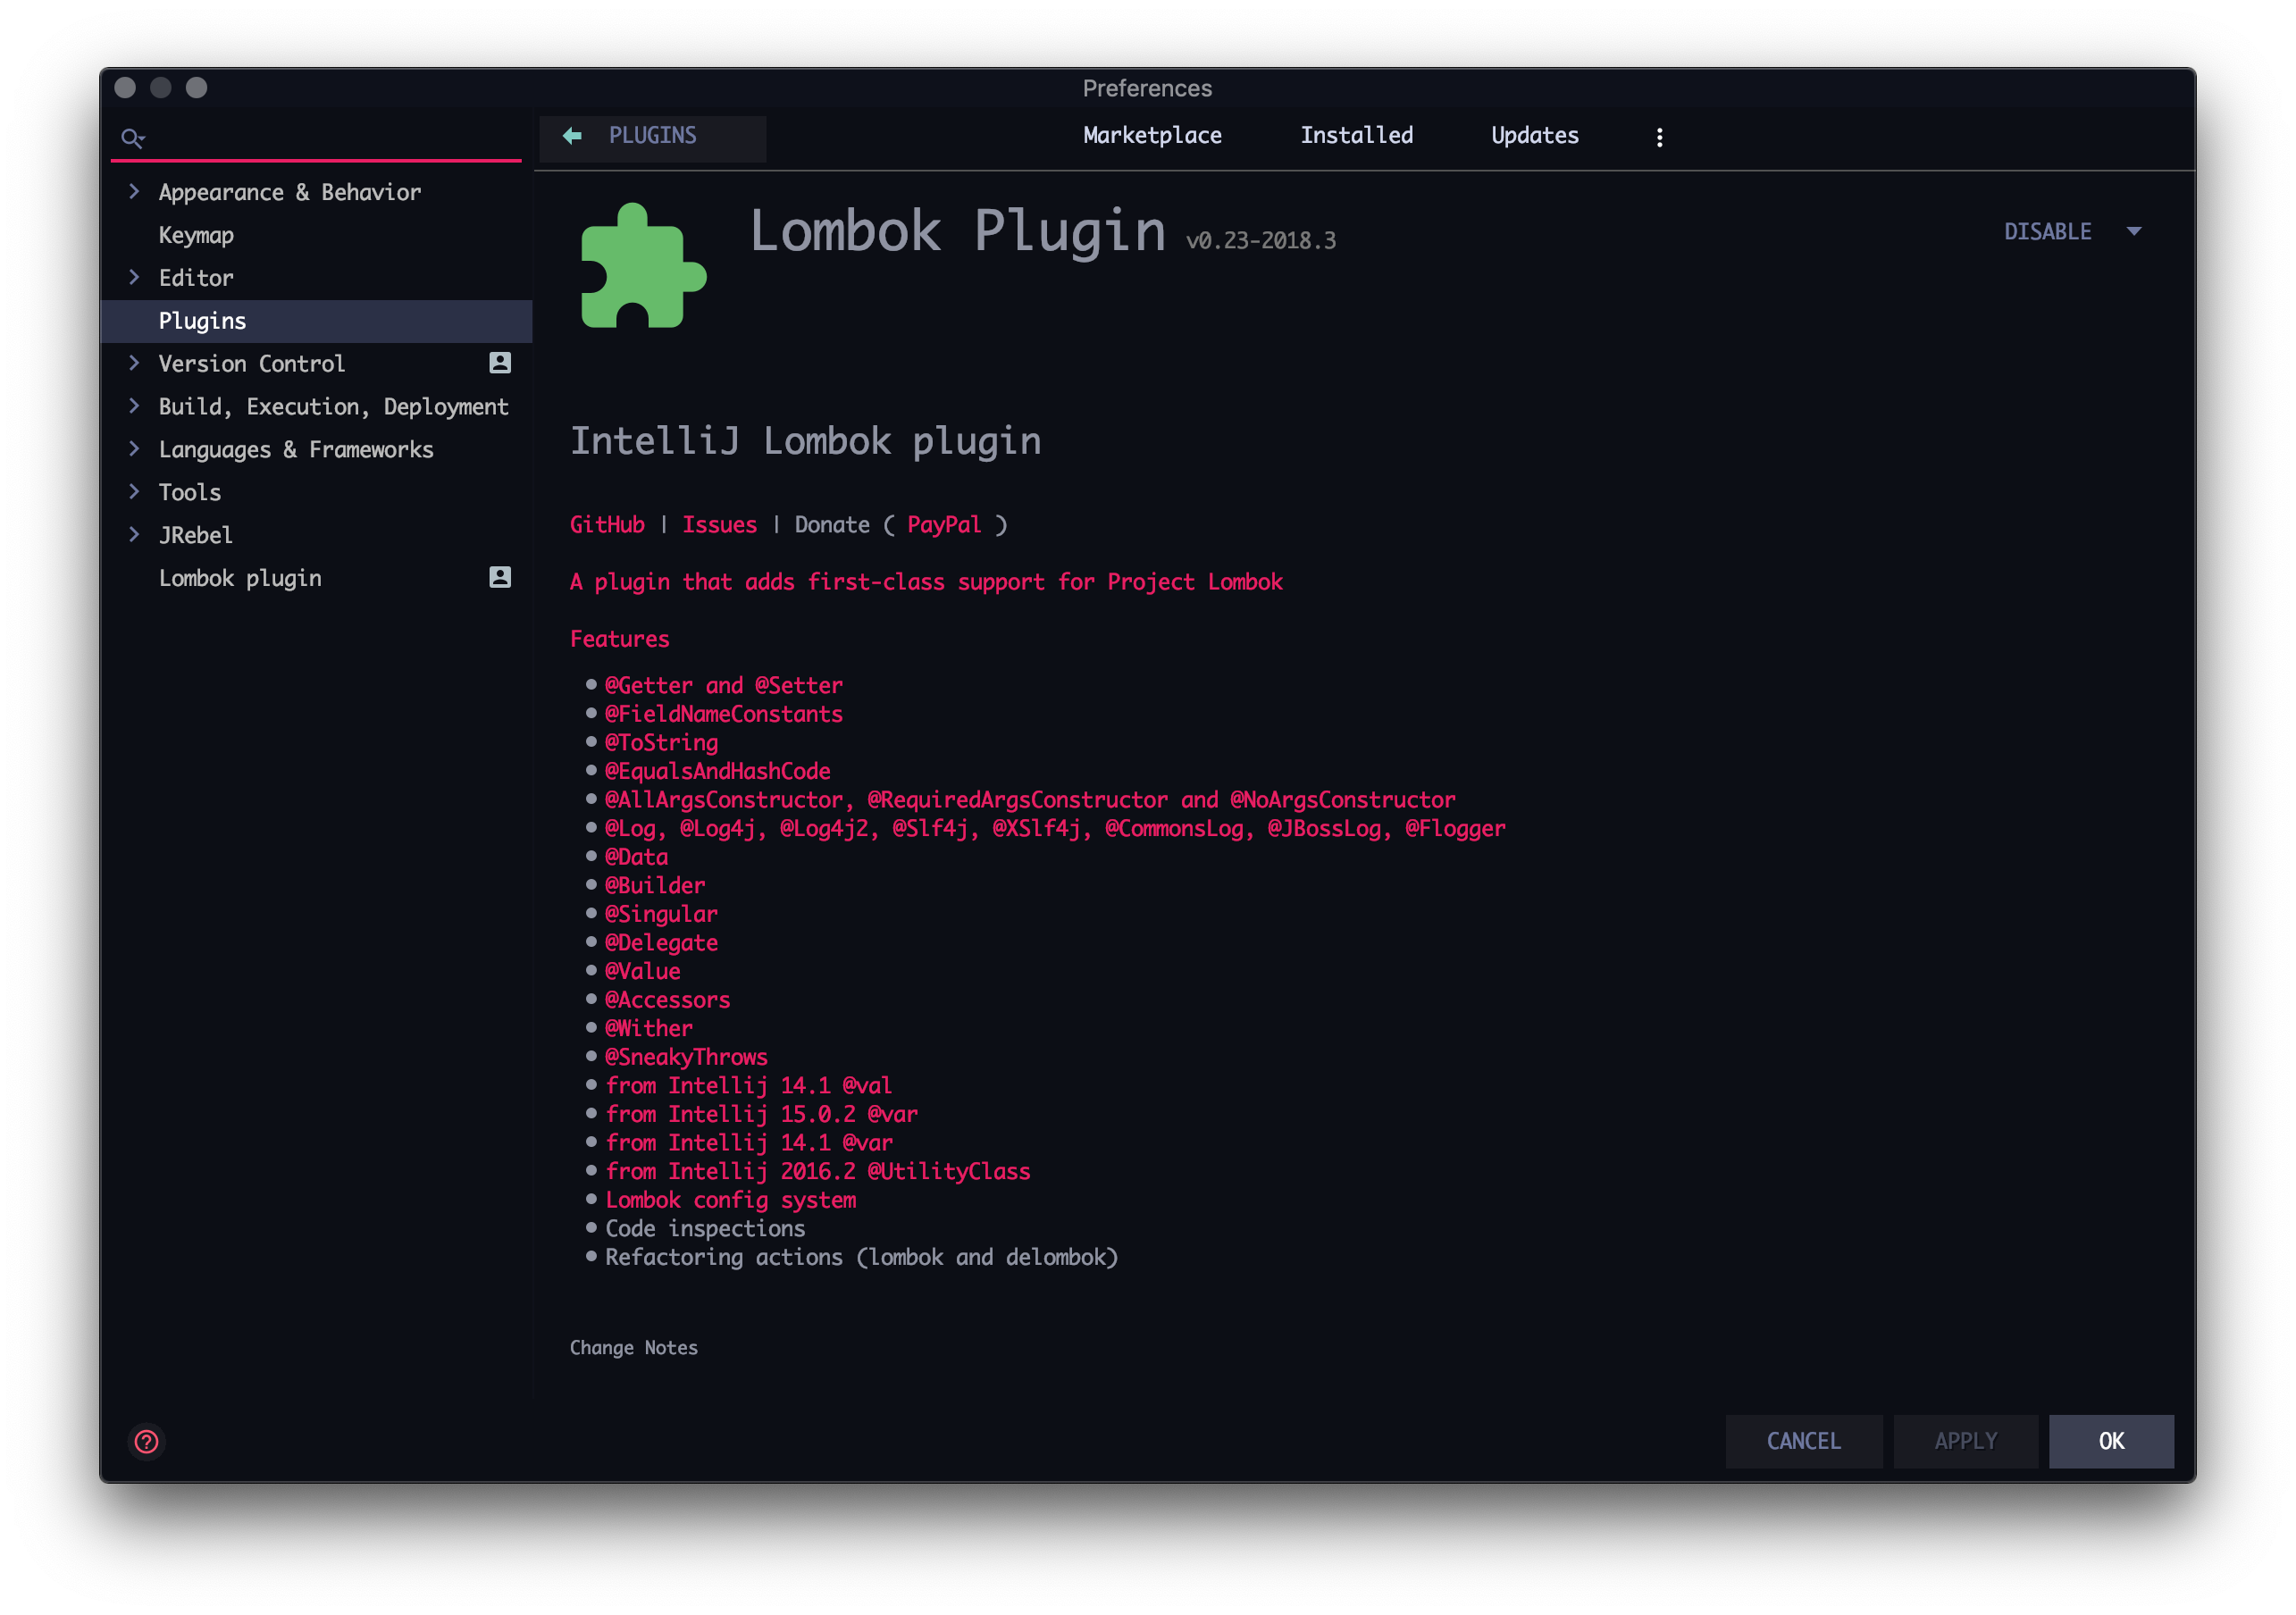 Preferences
PLUGINS
Marketplace Installed Updates
Appearance & Behavior
Keymap
Editor
Plugins
Version Control
Build, Execution, Deployment
Languages & Frameworks
Tools
JRebel
Lombok plugin
Lombok Plugin v0.23-2018.3
DISABLE
IntelliJ Lombok plugin
GitHub | Issues | Donate ( PayPal )
A plugin that adds first-class support for Project Lombok
Features
@Getter and @Setter
@FieldNameConstants
@ToString
@EqualsAndHashCode
@AllArgsConstructor, @RequiredArgsConstructor and @NoArgsConstructor
@Log, @Log4j, @Log4j2, @Slf4j, @XSlf4j, @CommonsLog, @JBossLog, @Flogger
@Data
@Builder
@Singular
@Delegate
@Value
@Accessors
@Wither
@SneakyThrows
from Intellij 14.1 @val
from Intellij 15.0.2 @var
from Intellij 14.1 @var
from Intellij 2016.2 @UtilityClass
Lombok config system
Code inspections
Refactoring actions (lombok and delombok)
Change Notes
?
CANCEL APPLY OK